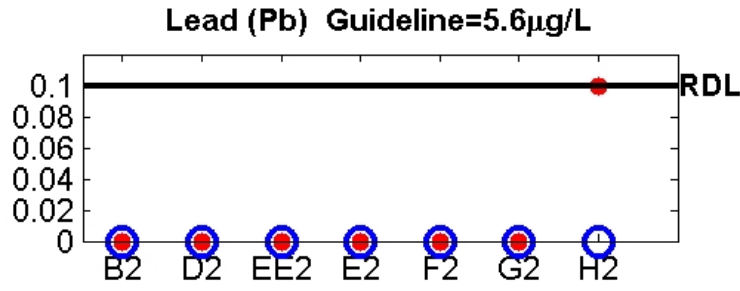 Lead (Pb) Guideline=5.6µg/L
0.1
RDL
0.08
0.06
0.04
0.02
0
B2 D2 EE2 E2 F2 G2 H2